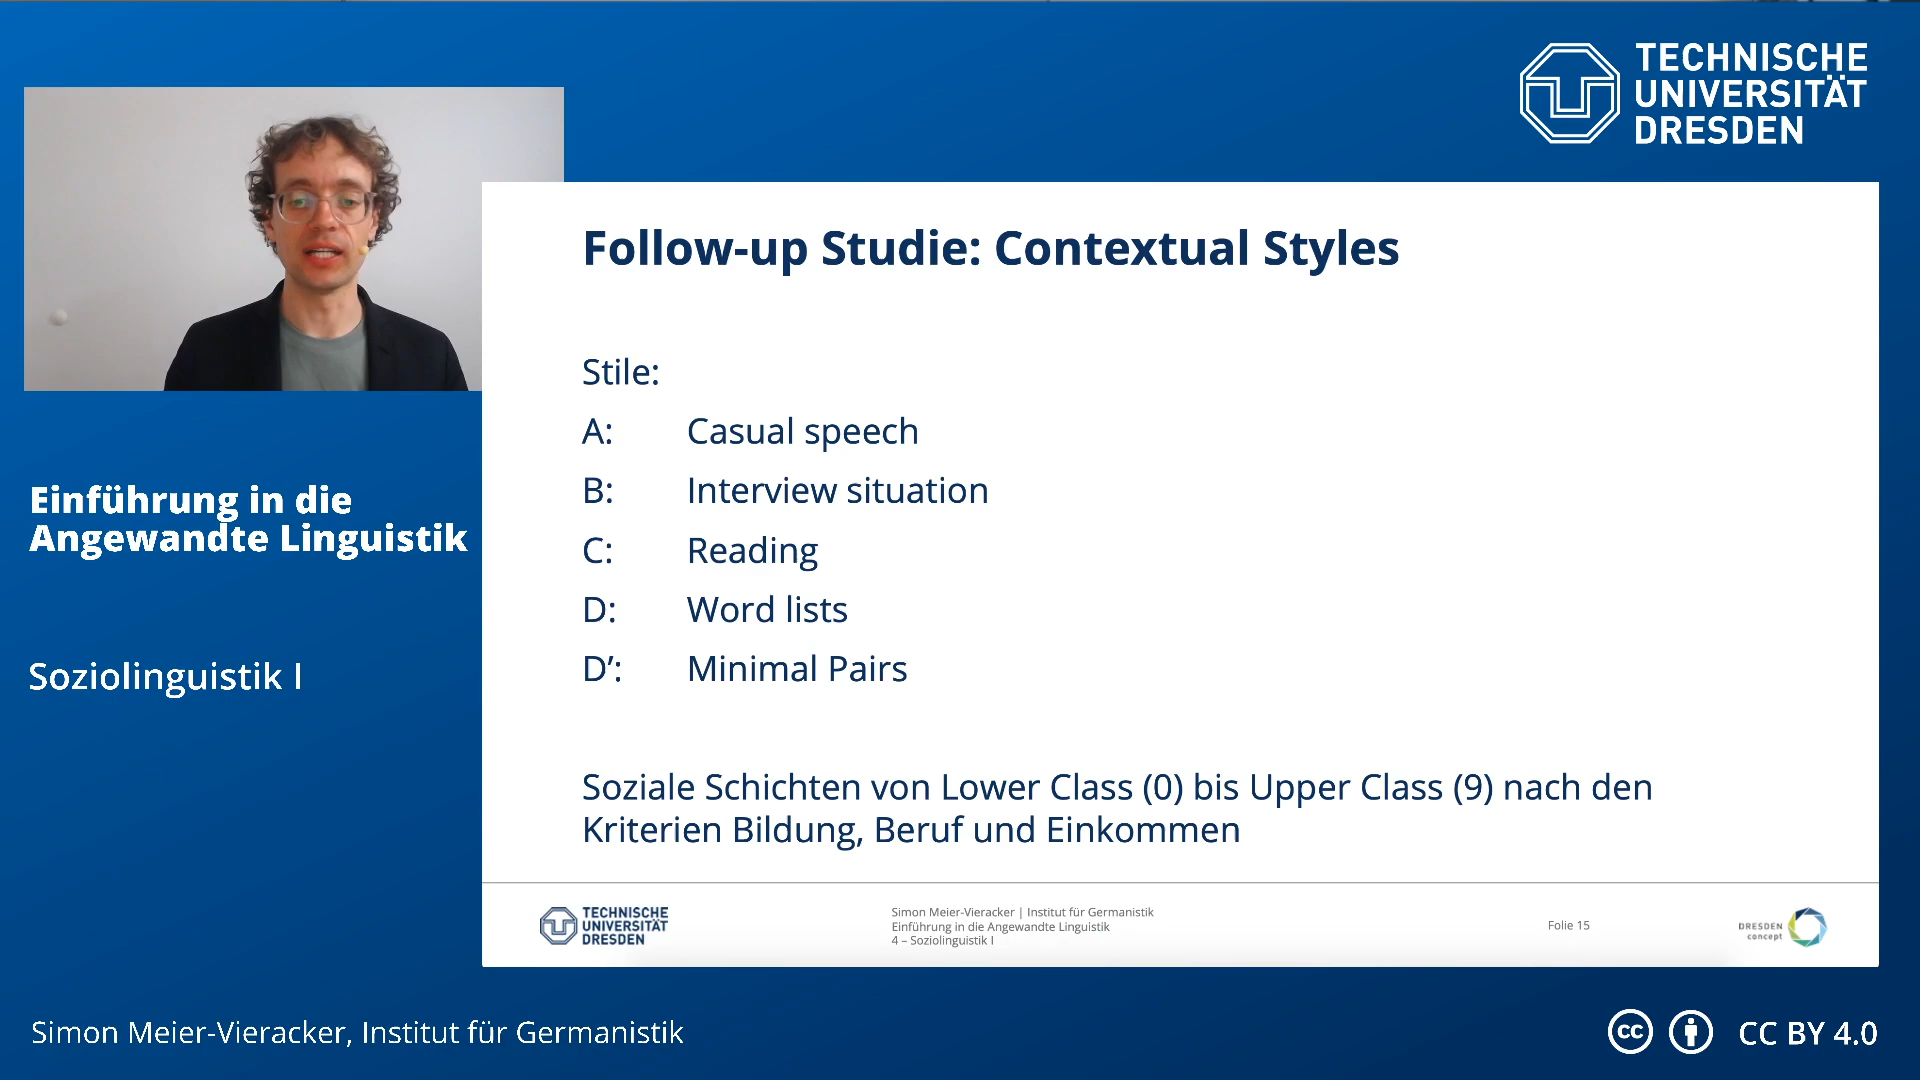 TECHNISCHE
UNIVERSITÄT
DRESDEN
Follow-up Studie: Contextual Styles
Stile:
A: Casual speech
B: Interview situation
C: Reading
D: Word lists
D’: Minimal Pairs
Soziale Schichten von Lower Class (0) bis Upper Class (9) nach den
Kriterien Bildung, Beruf und Einkommen
TECHNISCHE
UNIVERSITÄT
DRESDEN
Simon Meier-Vieracker | Institut für Germanistik
Einführung in die Angewandte Linguistik
4 – Soziolinguistik I
Folie 15
DRESDEN
concept
Einführung in die
Angewandte Linguistik
Soziolinguistik I
Simon Meier-Vieracker, Institut für Germanistik
cc
CC BY 4.0